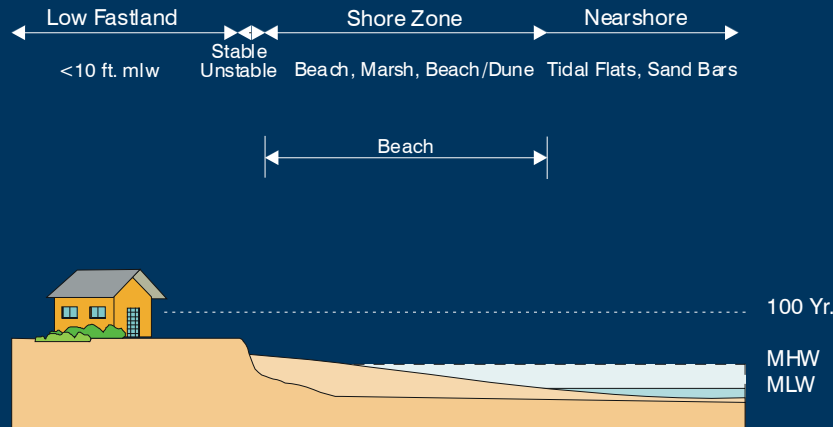 Low Fastland
Shore Zone
Nearshore
Stable
Unstable
<10 ft. mlw
Beach, Marsh, Beach/Dune
Tidal Flats, Sand Bars
Beach
100 Yr.
MHW
MLW